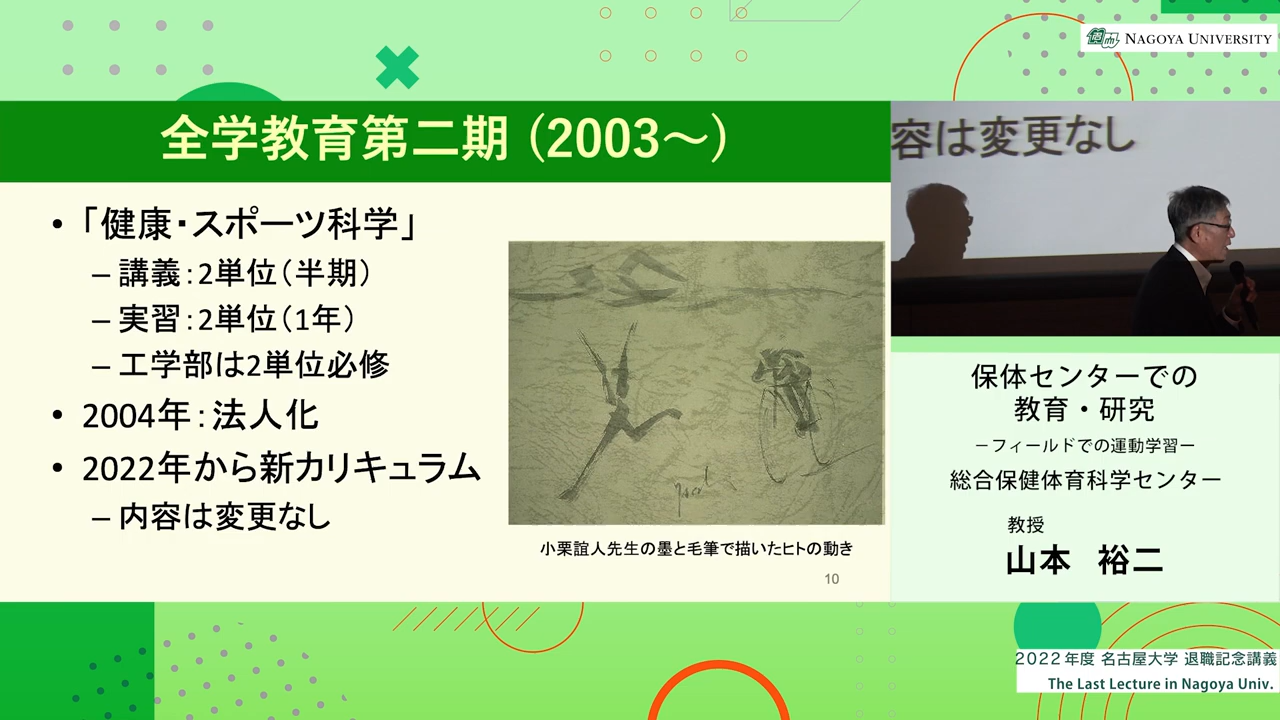 NAGOYA UNIVERSITY
全学教育第二期 (2003～)
• 「健康・スポーツ科学」
– 講義：2単位（半期）
– 実習：2単位（1年）
– 工学部は2単位必修
• 2004年：法人化
• 2022年から新カリキュラム
– 内容は変更なし
小栗誼人先生の墨と毛筆で描いたヒトの動き
10
容は変更なし
保体センターでの
教育・研究
－フィールドでの運動学習ー
総合保健体育科学センター
教授
山本 裕二
2022年度 名古屋大学 退職記念講義
The Last Lecture in Nagoya Univ.